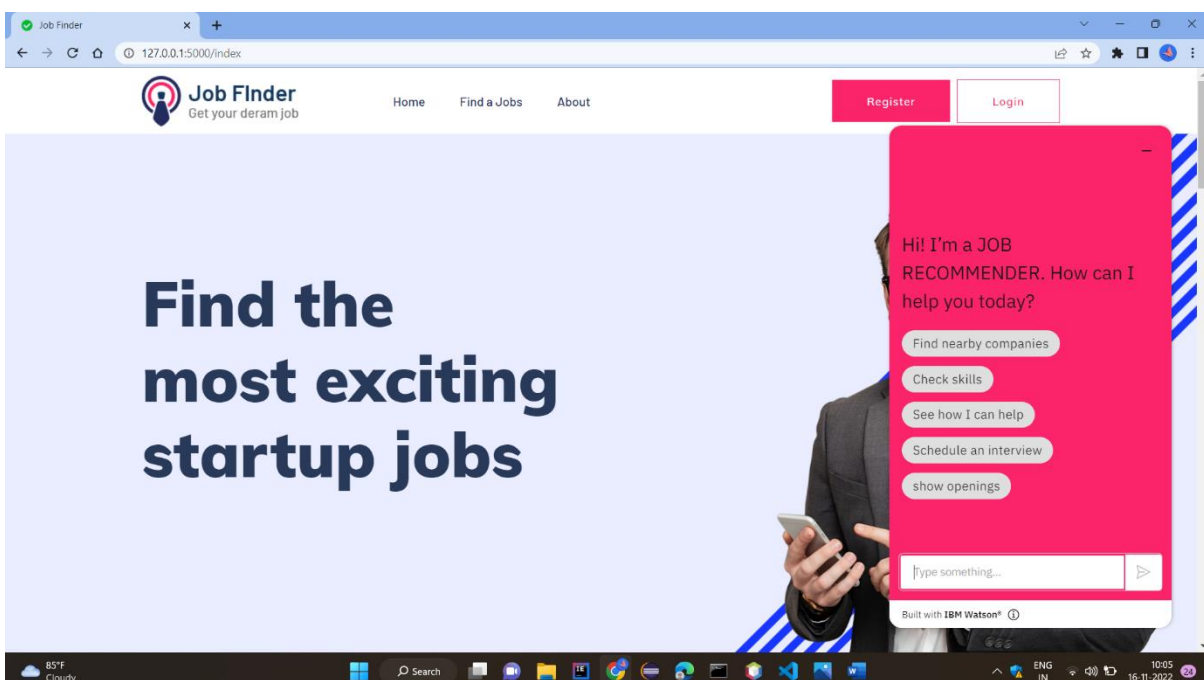 Job Finder
127.0.0.1:5000/index
Job FInder
Get your deram job
Home Find a Jobs About Register Login
Find the
most exciting
startup jobs
Hi! I'm a JOB
RECOMMENDER. How can I
help you today?
Find nearby companies
Check skills
See how I can help
Schedule an interview
show openings
Type something...
Built with IBM Watson®
85°F
Cloudy
Search
ENG
IN
10:05
16-11-2022
24